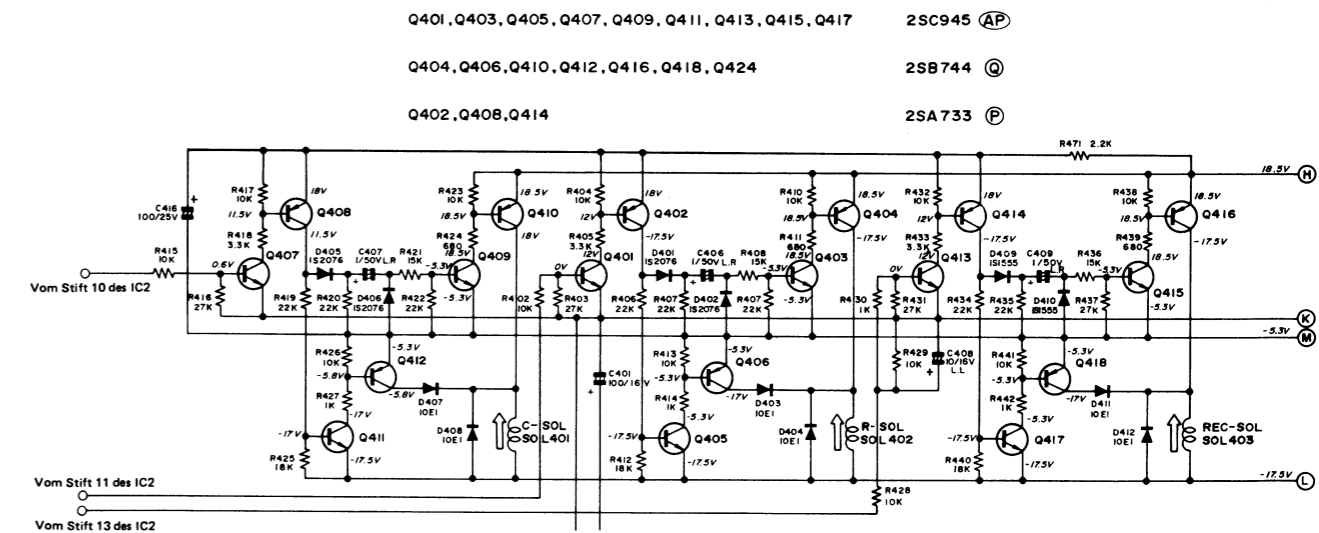 Q401,Q403,Q405,Q407,Q409,Q411,Q413,Q415,Q417 2SC945 AP
Q404,Q406,Q410,Q412,Q416,Q418,Q424 2SB744 Q
Q402,Q408,Q414 2SA733 P
R471 2.2K
18.5V H
C416
100/25V
+
R417
10K
11.5V
18V
Q408
11.5V
R418
3.3K
Q407
0.6V
R415
10K
Vom Stift 10 des IC2
R416
27K
R419
22K
R420
22K
D405
1S2076
C407
1/50V L.R
+
D406
1S2076
R421
15K
-5.3V
R422
22K
R423
10K
18.5V
R424
680
18.5V
Q409
-5.3V
18.5V
Q410
18V
R404
10K
12V
R405
3.3K
12V
Q401
0V
R402
10K
R403
27K
18V
Q402
-17.5V
D401
1S2076
C406
1/50V L.R
+
R408
15K
-5.3V
R406
22K
R407
22K
D402
1S2076
R407
22K
R410
10K
18.5V
R411
680
18.5V
Q403
-5.3V
18.5V
Q404
-17.5V
R432
10K
12V
R433
3.3K
12V
Q413
0V
R430
1K
R431
27K
18V
Q414
-17.5V
D409
1S1555
C409
1/50V
L.R
+
R436
15K
-5.3V
R434
22K
R435
22K
D410
1S1555
R437
27K
R438
10K
18.5V
R439
680
18.5V
Q415
-5.3V
18.5V
Q416
-17.5V
K
-5.3V M
R426
10K
-5.8V
-5.3V
Q412
-5.8V
R427
1K
-17V
D407
10E1
D408
10E1
C-SOL
SOL401
-17V
Q411
-17.5V
R425
18K
C401
100/16V
+
R413
10K
-5.3V
-5.3V
Q406
-17V
R414
1K
-5.3V
D403
10E1
D404
10E1
R-SOL
SOL402
-17.5V
Q405
-17.5V
R412
18K
R429
10K
C408
10/16V
L.L
+
R441
10K
-5.3V
-5.3V
Q418
-17V
R442
1K
-5.3V
D411
10E1
D412
10E1
REC-SOL
SOL403
-17.5V
Q417
-17.5V
R440
18K
-17.5V L
R428
10K
Vom Stift 11 des IC2
Vom Stift 13 des IC2